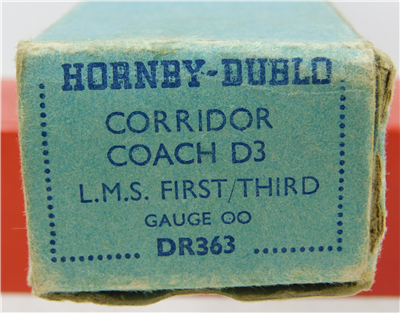 HORNBY-DUBLO
CORRIDOR
COACH D3
L.M.S. FIRST/THIRD
GAUGE OO
DR363